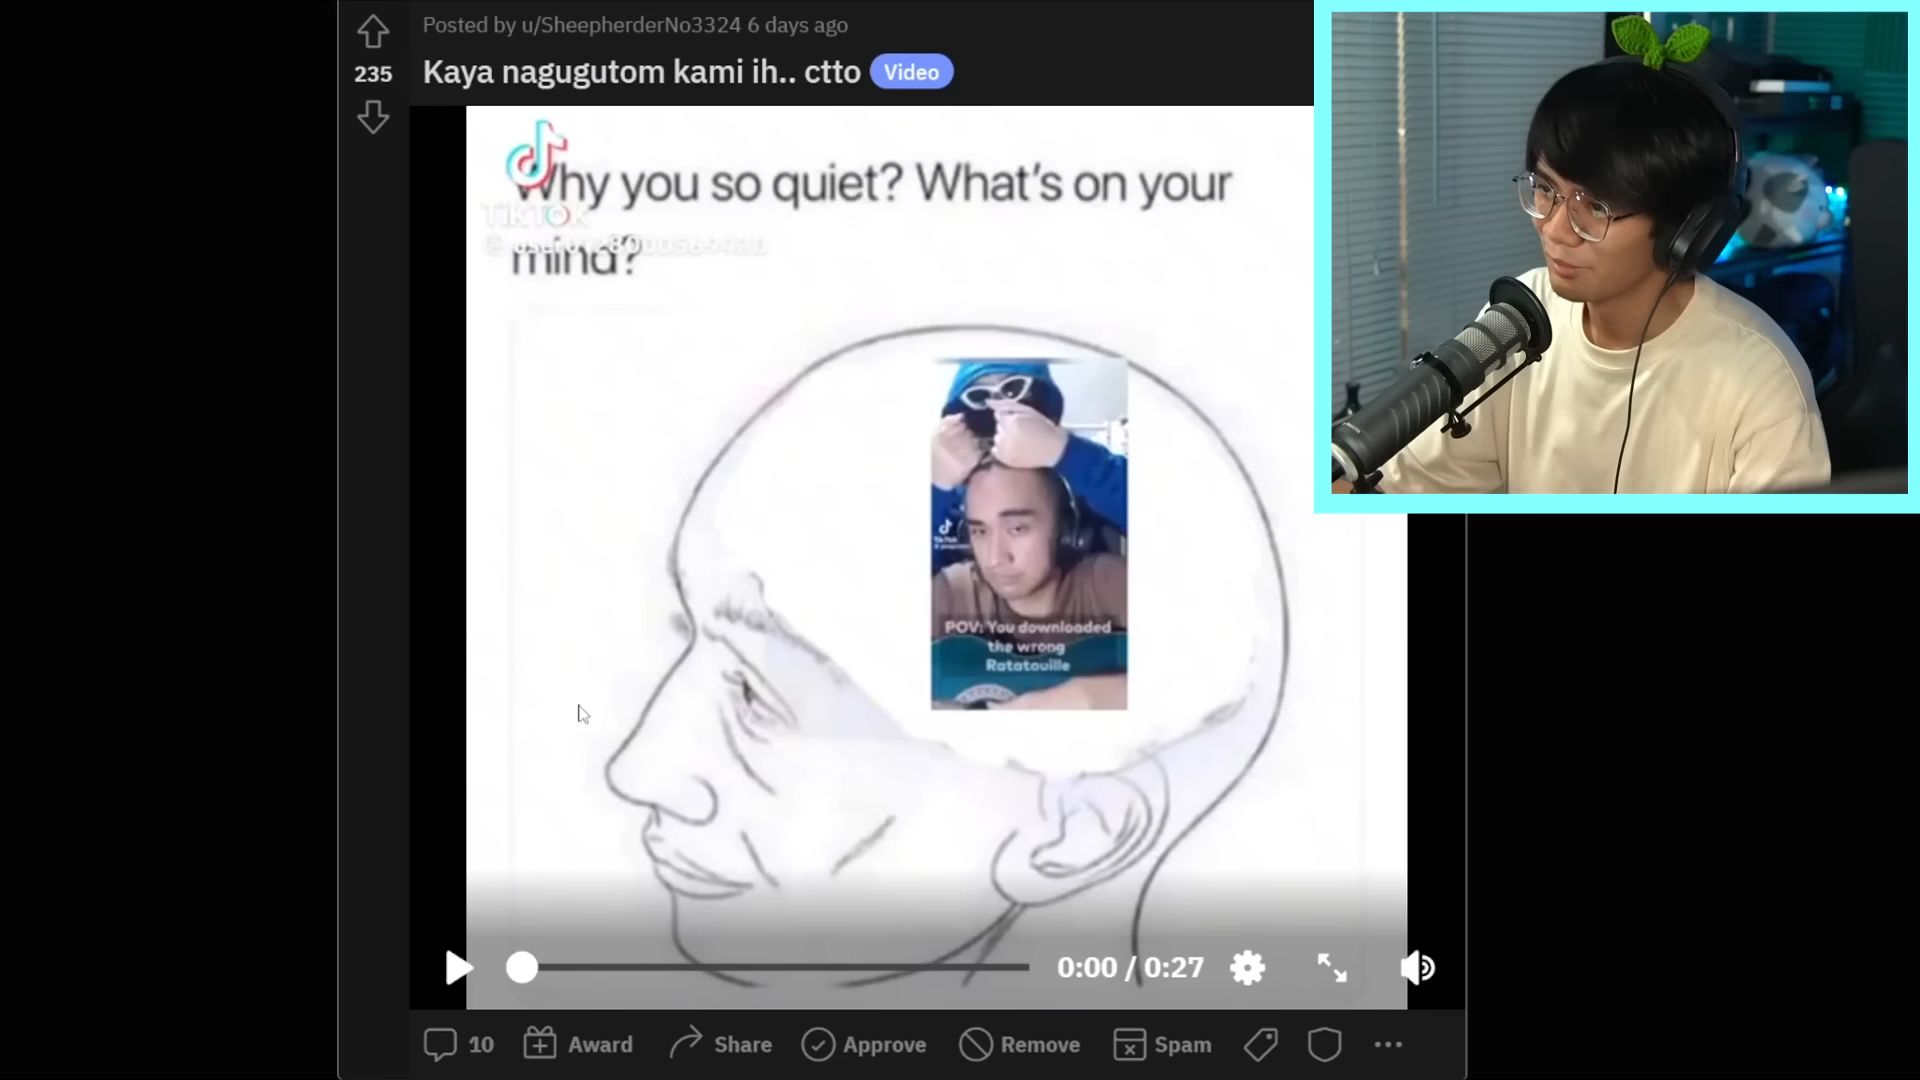 Posted by u/SheepherderNo3324 6 days ago
235
Kaya nagugutom kami ih.. ctto
Video
Why you so quiet? What's on your
mind?
TikTok
POV: You downloaded
the wrong
Ratatouille
0:00 / 0:27
10
Award
Share
Approve
Remove
Spam